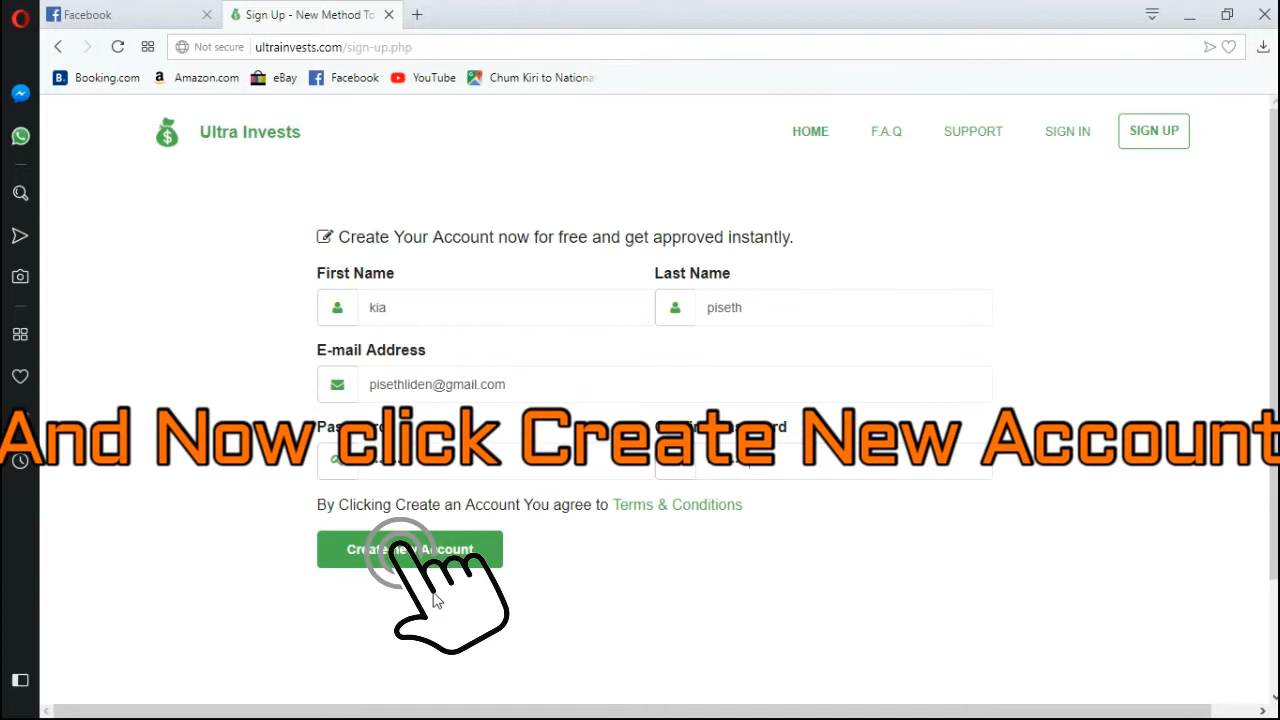 Facebook
Sign Up - New Method To
Not secure
ultrainvests.com/sign-up.php
B.
Booking.com
Amazon.com
eBay
Facebook
YouTube
Chum Kiri to Nationa
Ultra Invests
HOME
F.A.Q
SUPPORT
SIGN IN
SIGN UP
Create Your Account now for free and get approved instantly.
First Name
Last Name
kia
piseth
E-mail Address
pisethliden@gmail.com
And Now click Create New Account
By Clicking Create an Account You agree to Terms & Conditions
Create new Account